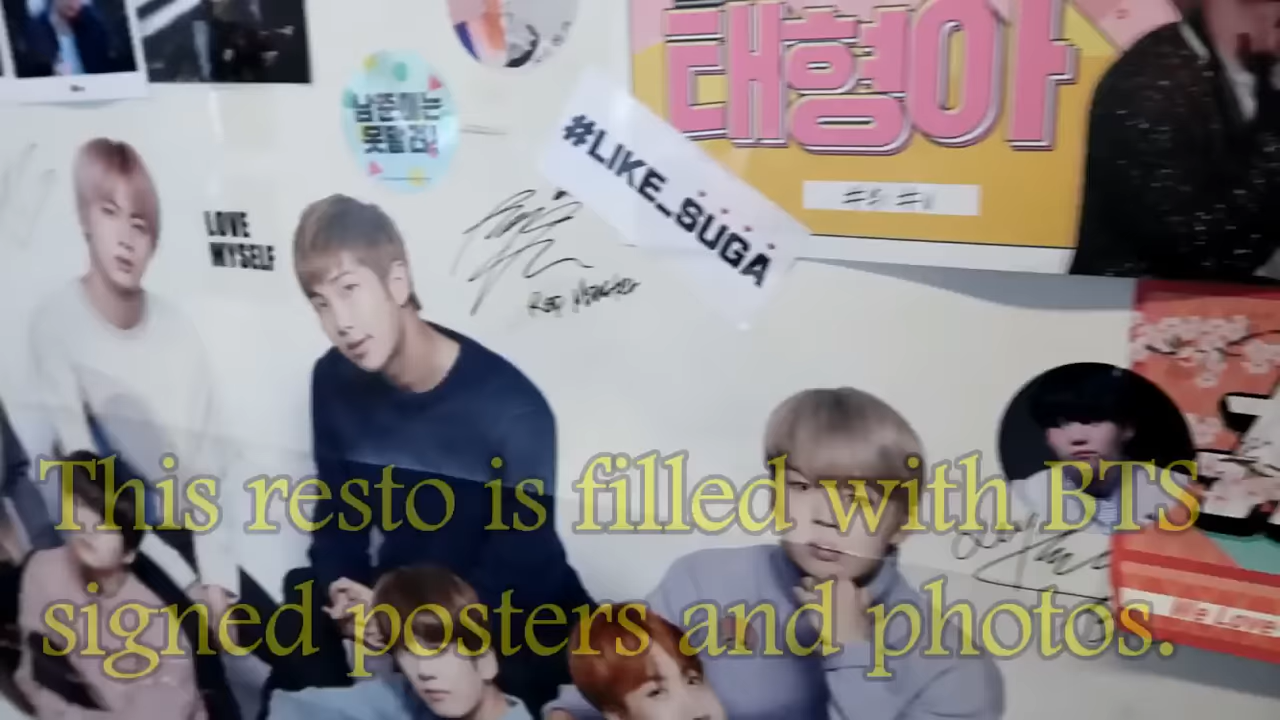 태형아
남준이는
못말려!
#LIKE_SUGA
LOVE
MYSELF
Rap Monster
This resto is filled with BTS
signed posters and photos.